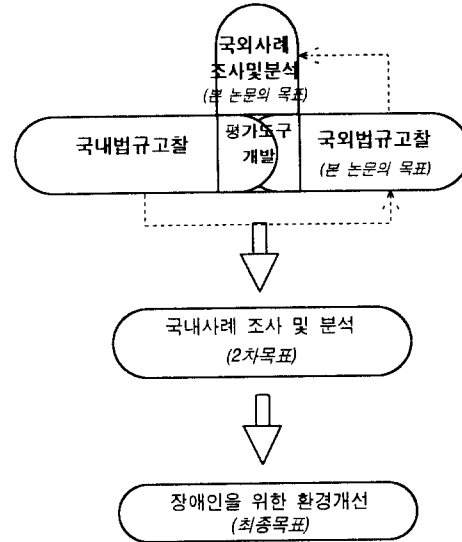 국외사례
조사및분석
(본 논문의 목표)
국내법규고찰
평가도구
개발
국외법규고찰
(본 논문의 목표)
국내사례 조사 및 분석
(2차목표)
장애인을 위한 환경개선
(최종목표)